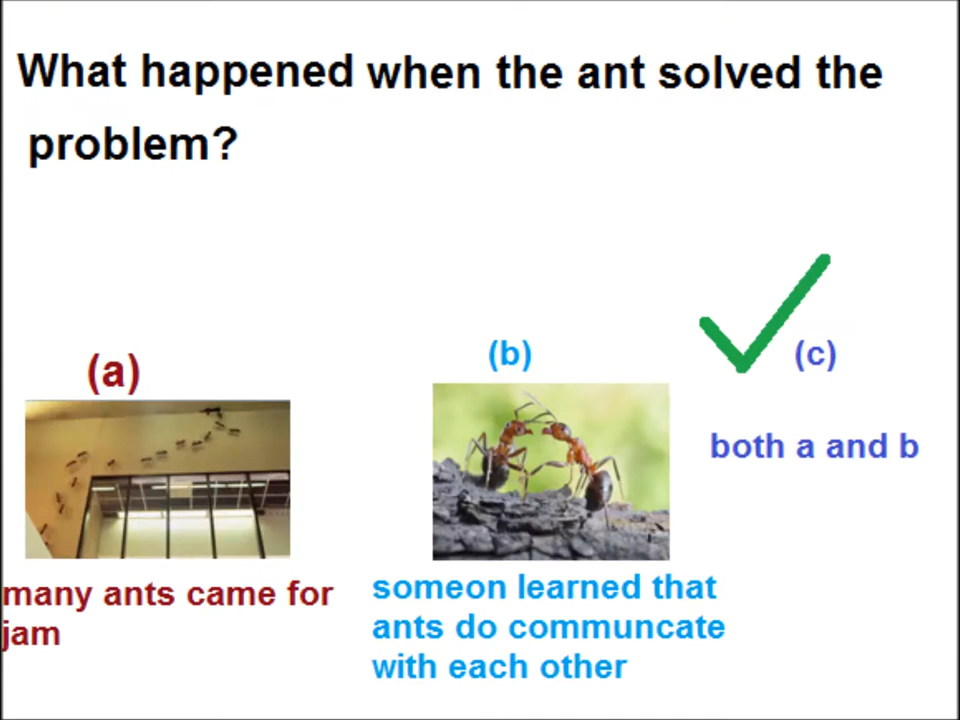 What happened when the ant solved the
problem?
(a)
(b)
(c)
both a and b
many ants came for
jam
someon learned that
ants do communcate
with each other